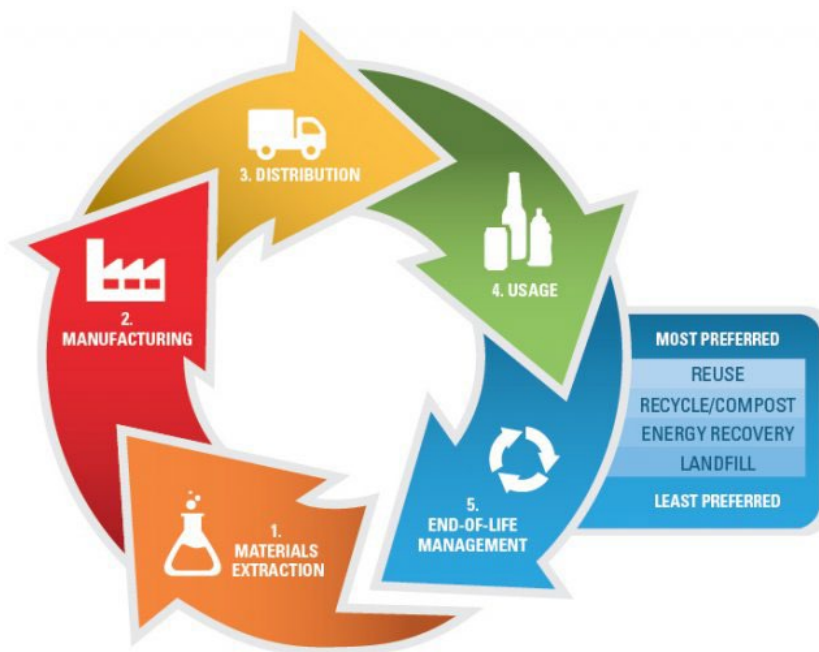 3. DISTRIBUTION
4. USAGE
2.
MANUFACTURING
MOST PREFERRED
REUSE
RECYCLE/COMPOST
ENERGY RECOVERY
LANDFILL
LEAST PREFERRED
5.
END-OF-LIFE
MANAGEMENT
1.
MATERIALS
EXTRACTION